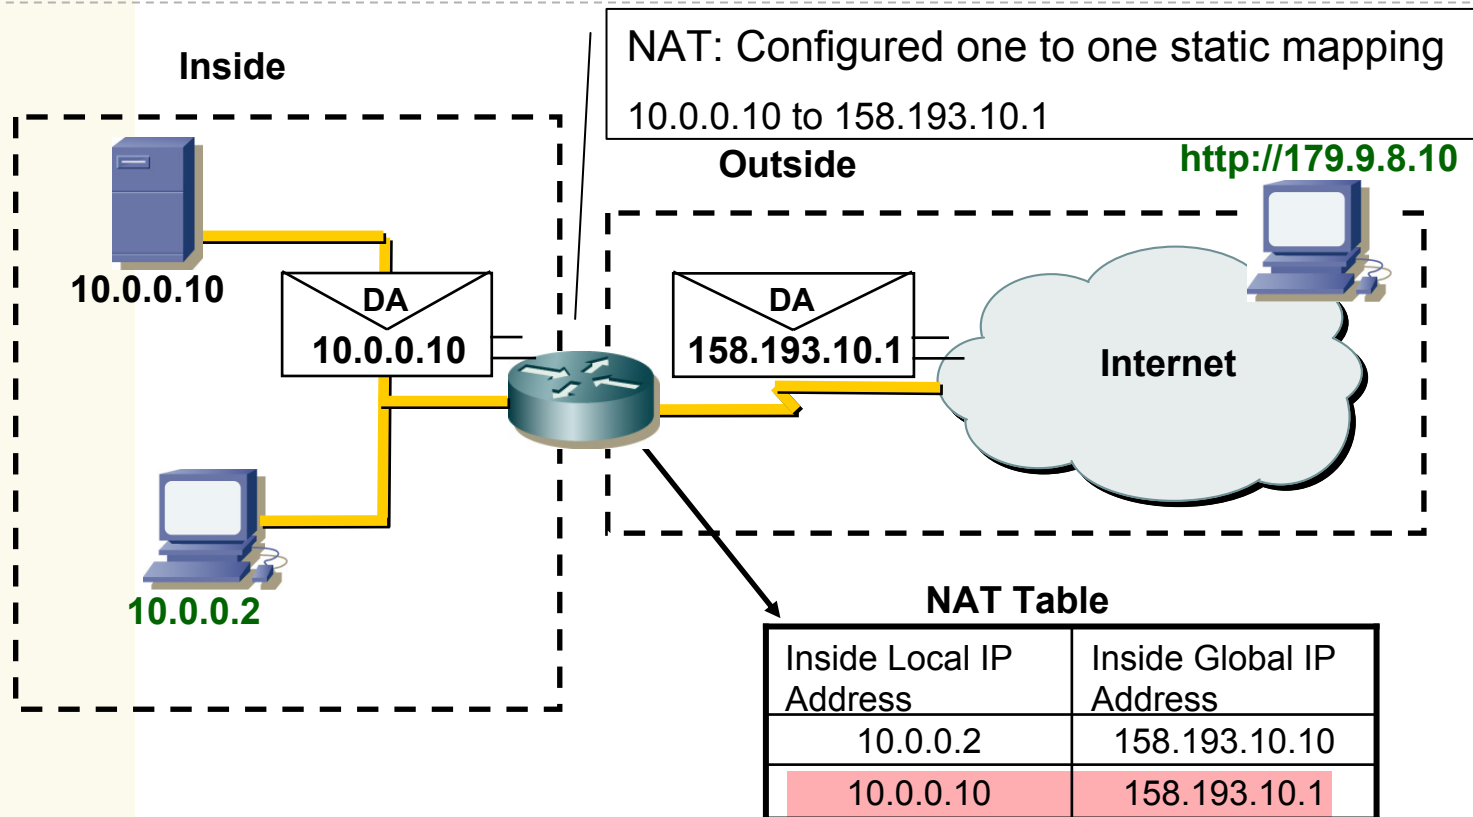 NAT: Configured one to one static mapping
10.0.0.10 to 158.193.10.1
Inside
Outside
http://179.9.8.10
10.0.0.10
DA
10.0.0.10
DA
158.193.10.1
Internet
10.0.0.2
NAT Table
Inside Local IP
Address
Inside Global IP
Address
10.0.0.2
158.193.10.10
10.0.0.10
158.193.10.1